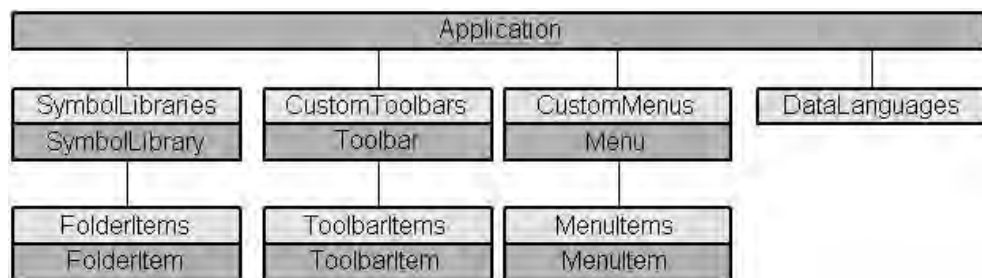 Application
SymbolLibraries
SymbolLibrary
CustomToolbars
Toolbar
CustomMenus
Menu
DataLanguages
FolderItems
FolderItem
ToolbarItems
ToolbarItem
MenuItems
MenuItem